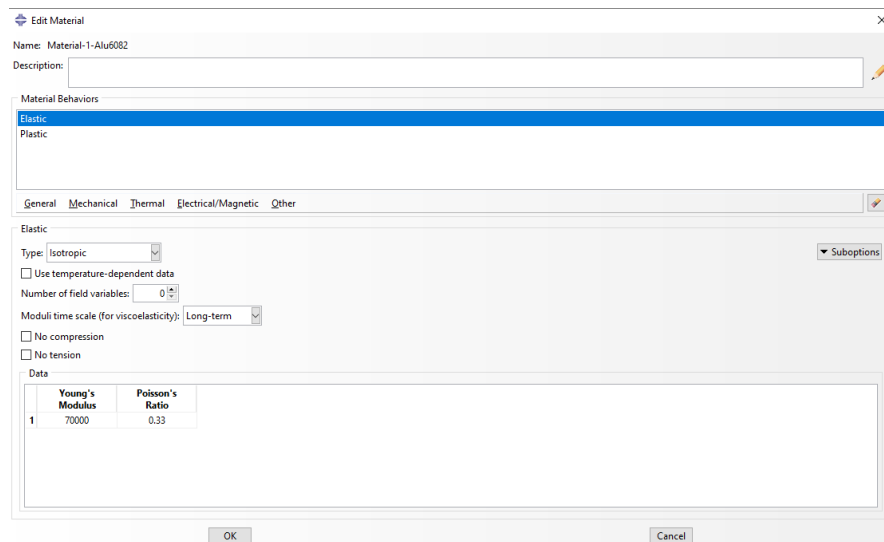 Edit Material
Name: Material-1-Alu6082
Description:
Material Behaviors
Elastic
Plastic
General Mechanical Thermal Electrical/Magnetic Other
Elastic
Type: Isotropic
Suboptions
Use temperature-dependent data
Number of field variables: 0
Moduli time scale (for viscoelasticity): Long-term
No compression
No tension
Data
Young's Poisson's
Modulus Ratio
1 70000 0.33
OK Cancel